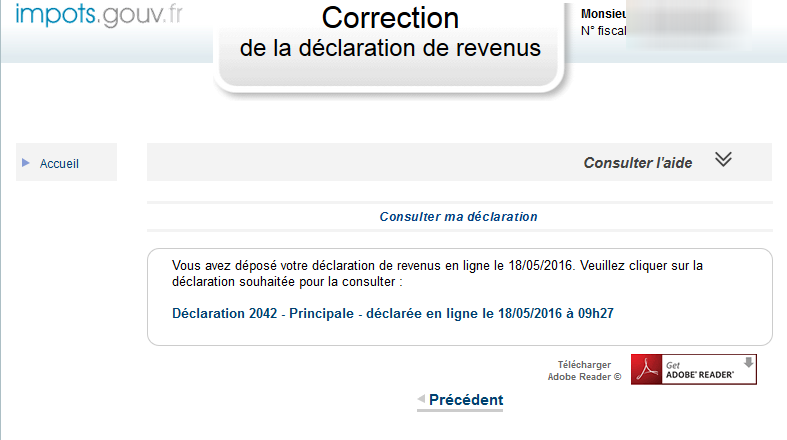 impots.gouv.fr
Correction
de la déclaration de revenus
Monsieu
N° fiscal
Accueil
Consulter l'aide
Consulter ma déclaration
Vous avez déposé votre déclaration de revenus en ligne le 18/05/2016. Veuillez cliquer sur la
déclaration souhaitée pour la consulter :
Déclaration 2042 - Principale - déclarée en ligne le 18/05/2016 à 09h27
Télécharger
Adobe Reader ©
Get
ADOBE® READER®
Précédent